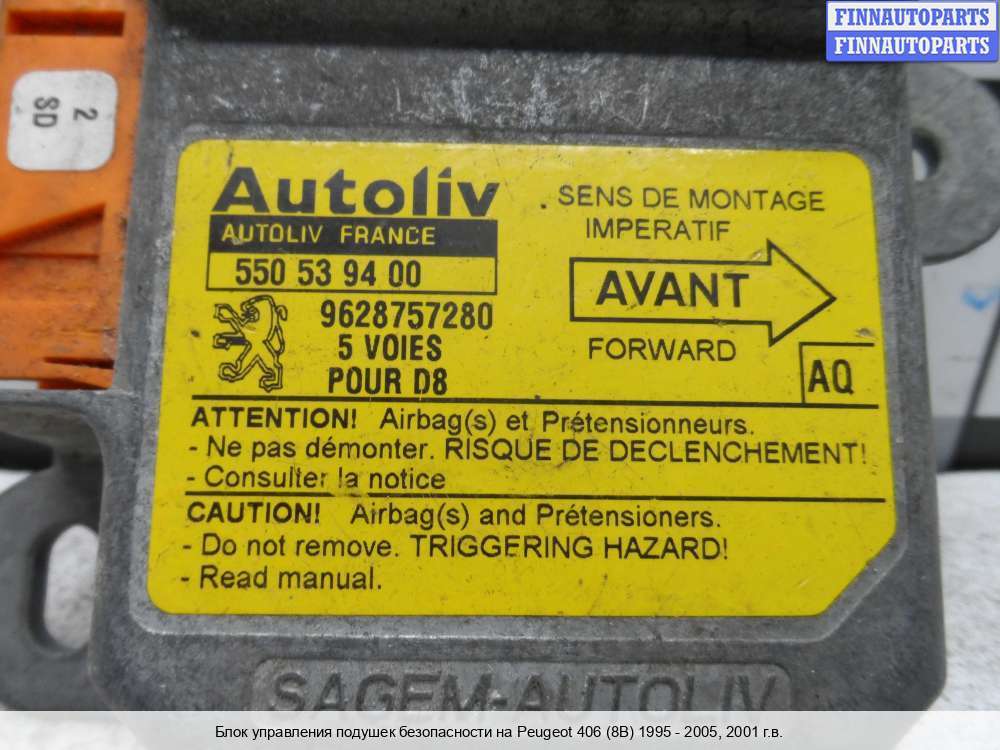 FINNAUTOPARTS
FINNAUTOPARTS
2
SD
Autoliv
AUTOLIV FRANCE
550 53 94 00
9628757280
5 VOIES
POUR D8
SENS DE MONTAGE
IMPERATIF
AVANT
FORWARD
AQ
ATTENTION! Airbag(s) et Prétensionneurs.
- Ne pas démonter. RISQUE DE DECLENCHEMENT!
- Consulter la notice
CAUTION! Airbag(s) and Prétensioners.
- Do not remove. TRIGGERING HAZARD!
- Read manual.
SAGEM-AUTOLIV
Блок управления подушек безопасности на Peugeot 406 (8B) 1995 - 2005, 2001 г.в.